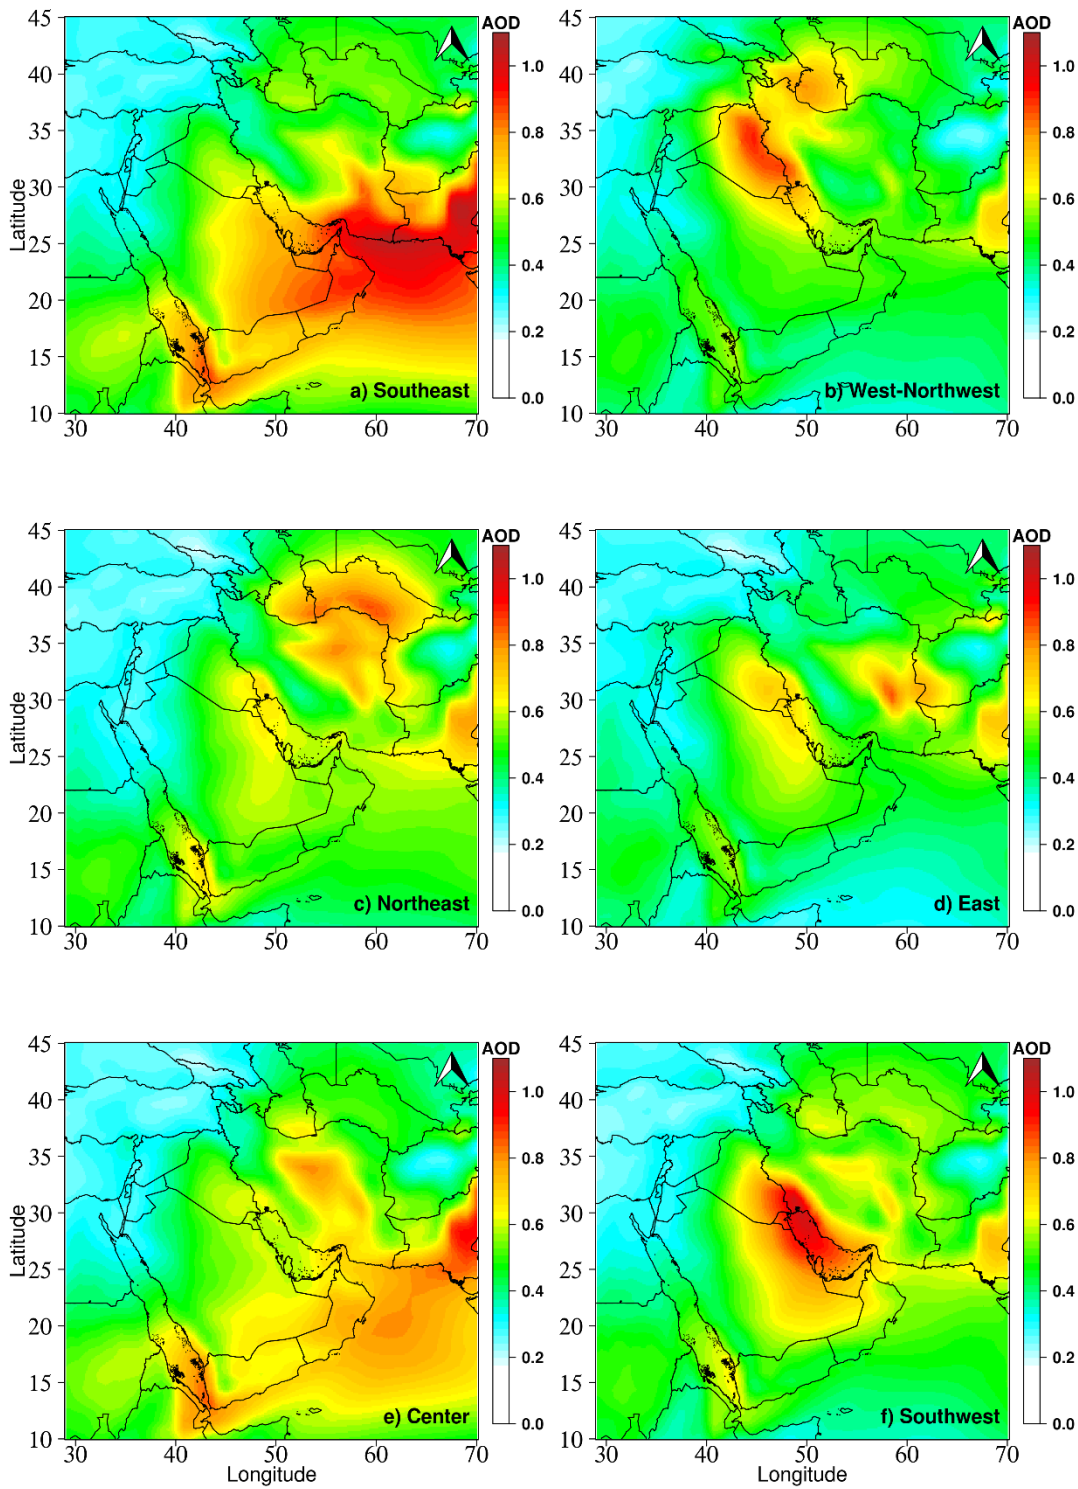 AOD
45
40
35
30
25
20
15
10
Latitude
1.0
0.8
0.6
0.4
0.2
0.0
N
a) Southeast
30 40 50 60 70
AOD
45
40
35
30
25
20
15
10
1.0
0.8
0.6
0.4
0.2
0.0
N
b) West-Northwest
30 40 50 60 70
AOD
45
40
35
30
25
20
15
10
Latitude
1.0
0.8
0.6
0.4
0.2
0.0
N
c) Northeast
30 40 50 60 70
AOD
45
40
35
30
25
20
15
10
1.0
0.8
0.6
0.4
0.2
0.0
N
d) East
30 40 50 60 70
AOD
45
40
35
30
25
20
15
10
Latitude
1.0
0.8
0.6
0.4
0.2
0.0
N
e) Center
30 40 50 60 70
Longitude
AOD
45
40
35
30
25
20
15
10
1.0
0.8
0.6
0.4
0.2
0.0
N
f) Southwest
30 40 50 60 70
Longitude